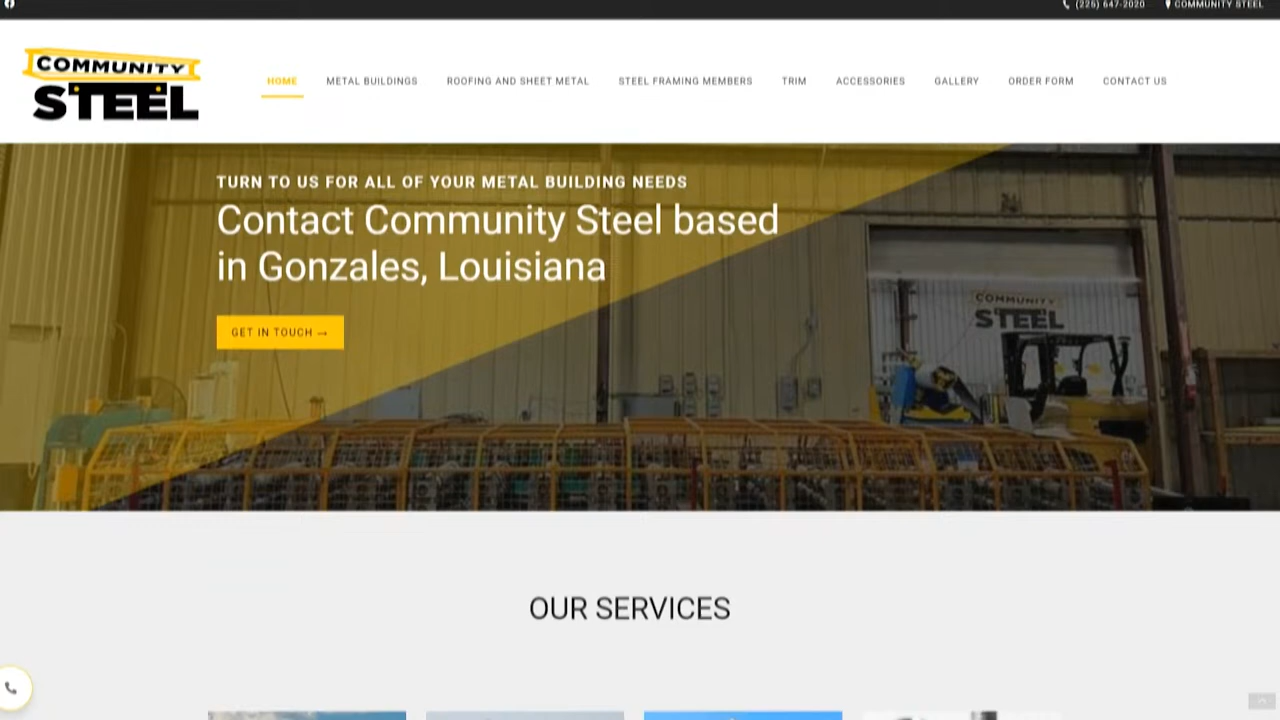 (225) 647-2020
COMMUNITY STEEL
COMMUNITY
STEEL
HOME
METAL BUILDINGS
ROOFING AND SHEET METAL
STEEL FRAMING MEMBERS
TRIM
ACCESSORIES
GALLERY
ORDER FORM
CONTACT US
TURN TO US FOR ALL OF YOUR METAL BUILDING NEEDS
Contact Community Steel based
in Gonzales, Louisiana
GET IN TOUCH →
COMMUNITY
STEEL
OUR SERVICES